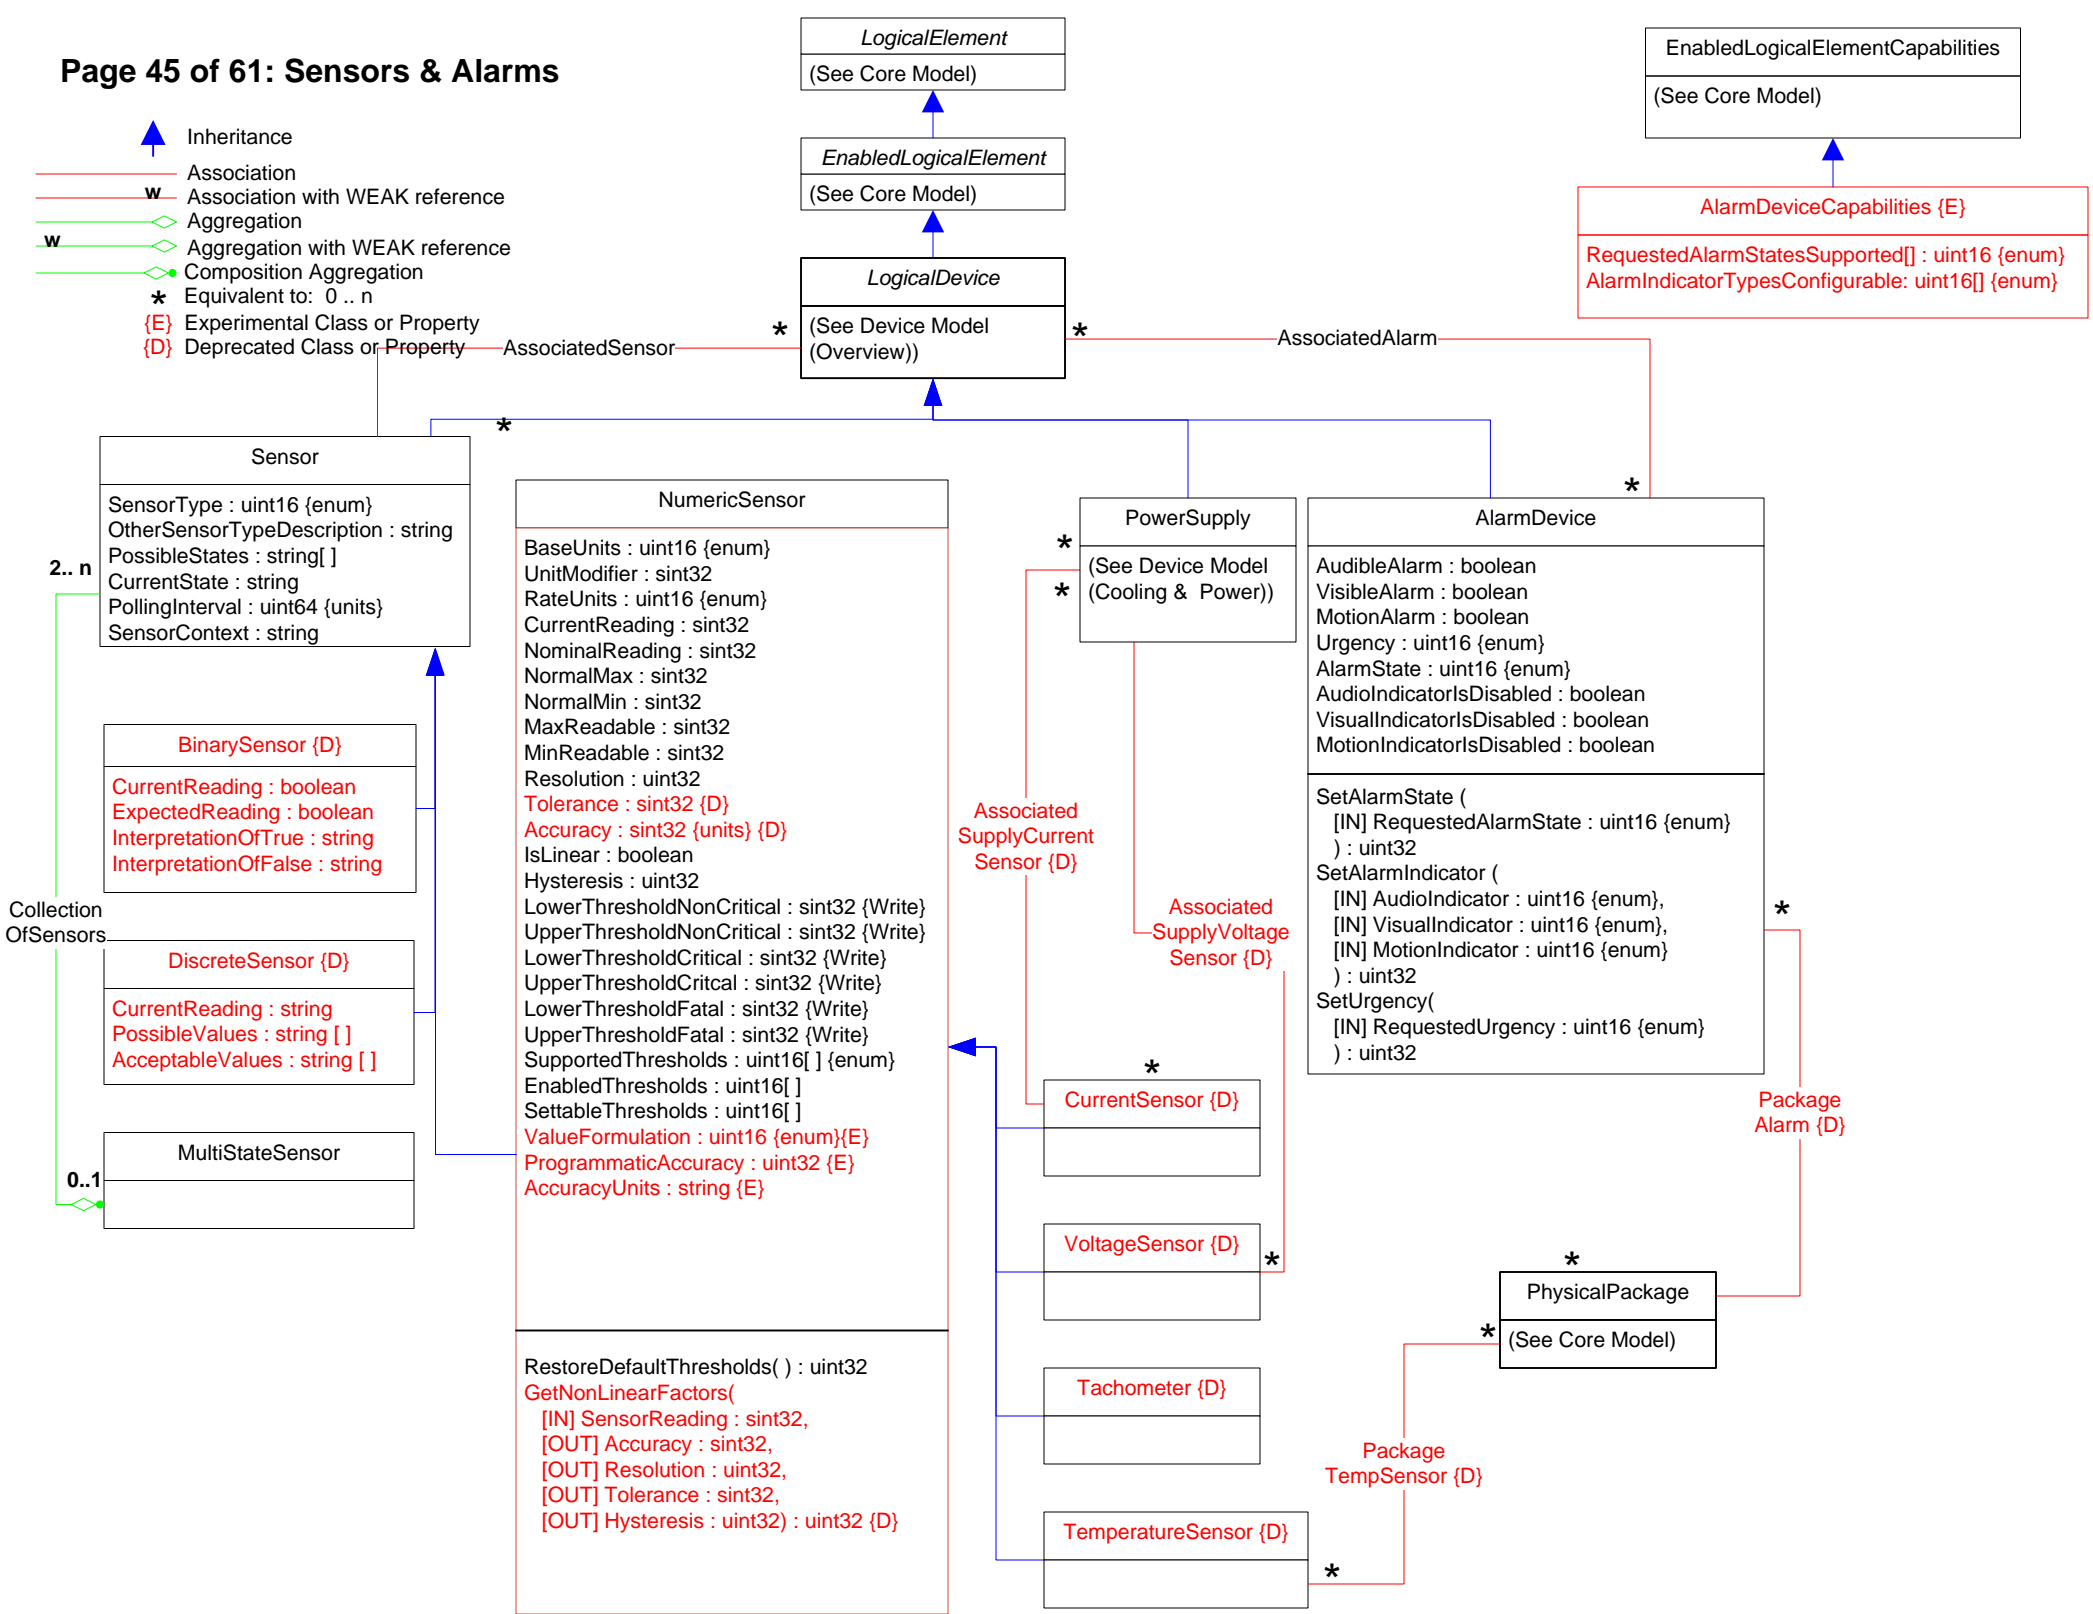 Page 45 of 61: Sensors & Alarms
Inheritance
Association
w
Association with WEAK reference
Aggregation
w
Aggregation with WEAK reference
Composition Aggregation
* Equivalent to: 0 .. n
{E} Experimental Class or Property
{D} Deprecated Class or Property
LogicalElement
(See Core Model)
EnabledLogicalElement
(See Core Model)
LogicalDevice
(See Device Model
(Overview))
*
*
AssociatedSensor
AssociatedAlarm
EnabledLogicalElementCapabilities
(See Core Model)
AlarmDeviceCapabilities {E}
RequestedAlarmStatesSupported[] : uint16 {enum}
AlarmIndicatorTypesConfigurable: uint16[] {enum}
*
Sensor
SensorType : uint16 {enum}
OtherSensorTypeDescription : string
PossibleStates : string[ ]
CurrentState : string
PollingInterval : uint64 {units}
SensorContext : string
2.. n
BinarySensor {D}
CurrentReading : boolean
ExpectedReading : boolean
InterpretationOfTrue : string
InterpretationOfFalse : string
Collection
OfSensors
DiscreteSensor {D}
CurrentReading : string
PossibleValues : string [ ]
AcceptableValues : string [ ]
MultiStateSensor
0..1
NumericSensor
BaseUnits : uint16 {enum}
UnitModifier : sint32
RateUnits : uint16 {enum}
CurrentReading : sint32
NominalReading : sint32
NormalMax : sint32
NormalMin : sint32
MaxReadable : sint32
MinReadable : sint32
Resolution : uint32
Tolerance : sint32 {D}
Accuracy : sint32 {units} {D}
IsLinear : boolean
Hysteresis : uint32
LowerThresholdNonCritical : sint32 {Write}
UpperThresholdNonCritical : sint32 {Write}
LowerThresholdCritical : sint32 {Write}
UpperThresholdCritcal : sint32 {Write}
LowerThresholdFatal : sint32 {Write}
UpperThresholdFatal : sint32 {Write}
SupportedThresholds : uint16[ ] {enum}
EnabledThresholds : uint16[ ]
SettableThresholds : uint16[ ]
ValueFormulation : uint16 {enum}{E}
ProgrammaticAccuracy : uint32 {E}
AccuracyUnits : string {E}
RestoreDefaultThresholds( ) : uint32
GetNonLinearFactors(
[IN] SensorReading : sint32,
[OUT] Accuracy : sint32,
[OUT] Resolution : uint32,
[OUT] Tolerance : sint32,
[OUT] Hysteresis : uint32) : uint32 {D}
PowerSupply
(See Device Model
(Cooling & Power))
*
*
Associated
SupplyCurrent
Sensor {D}
Associated
SupplyVoltage
Sensor {D}
*
AlarmDevice
AudibleAlarm : boolean
VisibleAlarm : boolean
MotionAlarm : boolean
Urgency : uint16 {enum}
AlarmState : uint16 {enum}
AudioIndicatorIsDisabled : boolean
VisualIndicatorIsDisabled : boolean
MotionIndicatorIsDisabled : boolean
SetAlarmState (
[IN] RequestedAlarmState : uint16 {enum}
) : uint32
SetAlarmIndicator (
[IN] AudioIndicator : uint16 {enum},
[IN] VisualIndicator : uint16 {enum},
[IN] MotionIndicator : uint16 {enum}
) : uint32
SetUrgency(
[IN] RequestedUrgency : uint16 {enum}
) : uint32
*
Package
Alarm {D}
*
CurrentSensor {D}
VoltageSensor {D}
*
Tachometer {D}
TemperatureSensor {D}
*
*
PhysicalPackage
(See Core Model)
*
Package
TempSensor {D}